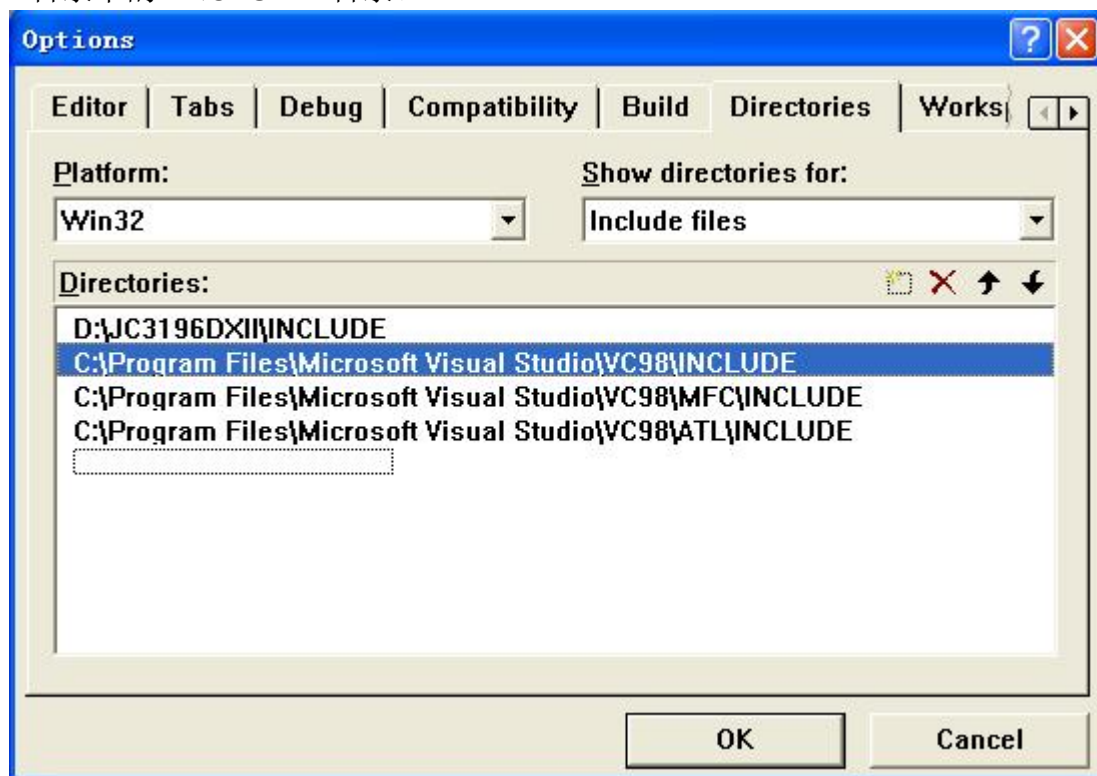 Options
Editor Tabs Debug Compatibility Build Directories Works
Platform: Show directories for:
Win32 Include files
Directories:
D:\JC3196DXII\INCLUDE
C:\Program Files\Microsoft Visual Studio\VC98\INCLUDE
C:\Program Files\Microsoft Visual Studio\VC98\MFC\INCLUDE
C:\Program Files\Microsoft Visual Studio\VC98\ATL\INCLUDE
OK Cancel